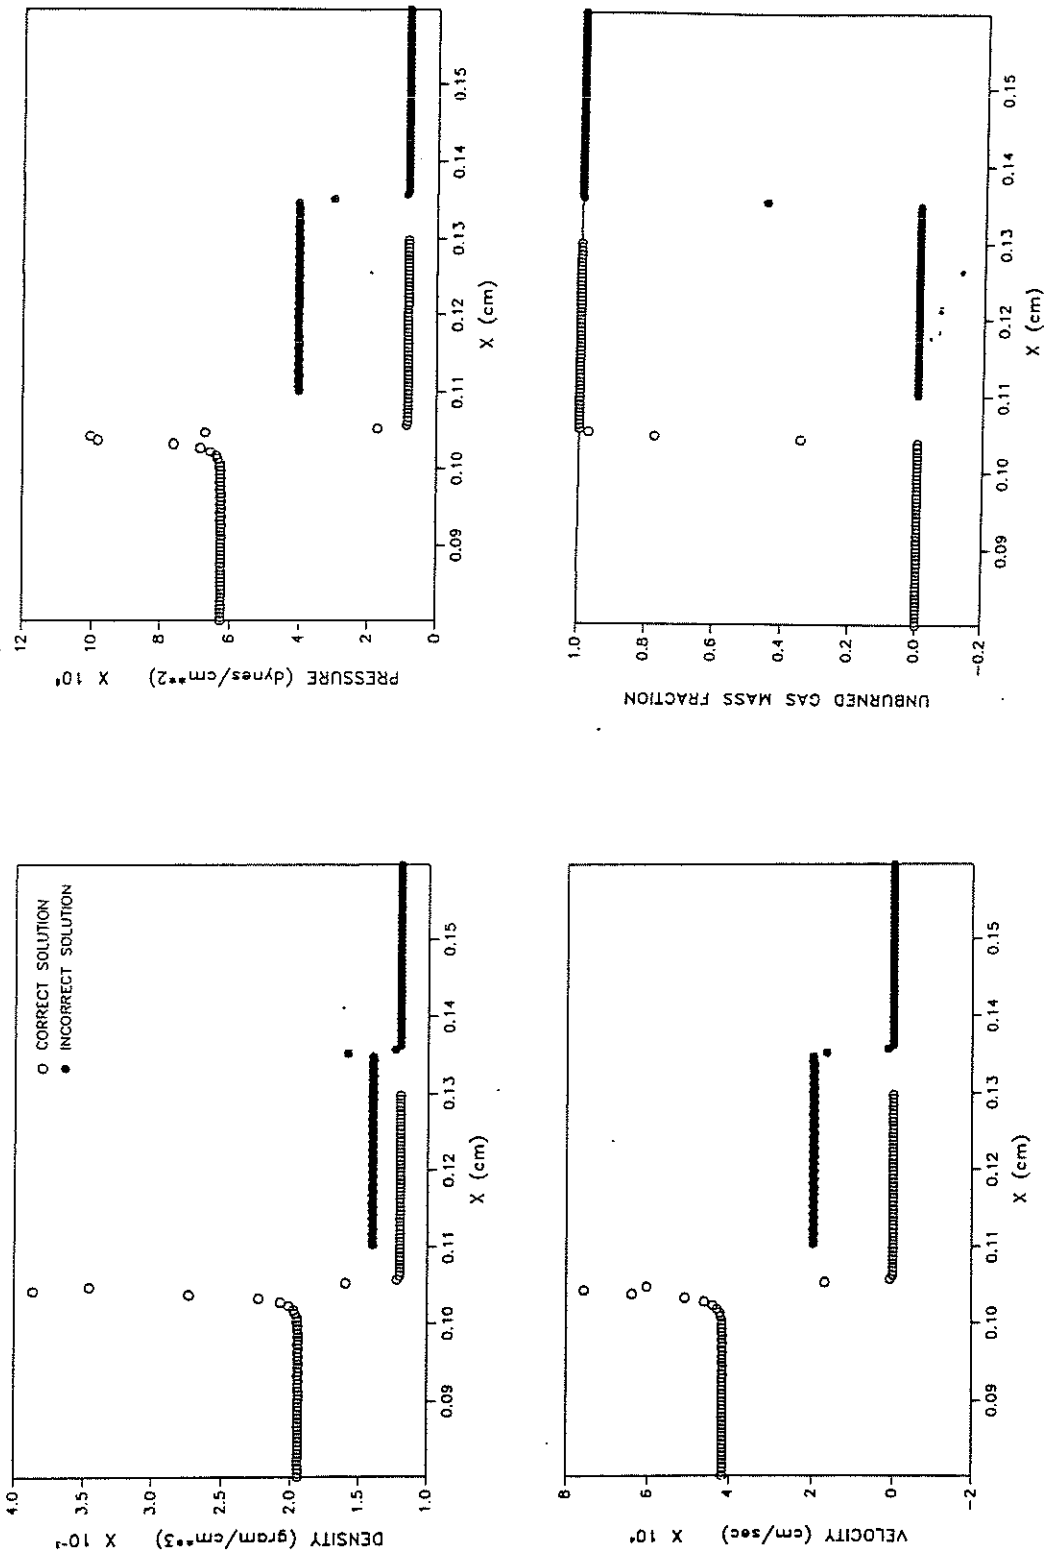 4.0
3.5
3.0
2.5
2.0
1.5
1.0
DENSITY (gram/cm**3) X 10⁻³
○ CORRECT SOLUTION
● INCORRECT SOLUTION
0.09 0.10 0.11 0.12 0.13 0.14 0.15
X (cm)
12
10
8
6
4
2
0
PRESSURE (dynes/cm**2) X 10⁶
0.09 0.10 0.11 0.12 0.13 0.14 0.15
X (cm)
8
6
4
2
0
-2
VELOCITY (cm/sec) X 10⁴
0.09 0.10 0.11 0.12 0.13 0.14 0.15
X (cm)
1.0
0.8
0.6
0.4
0.2
0.0
-0.2
UNBURNED GAS MASS FRACTION
0.09 0.10 0.11 0.12 0.13 0.14 0.15
X (cm)